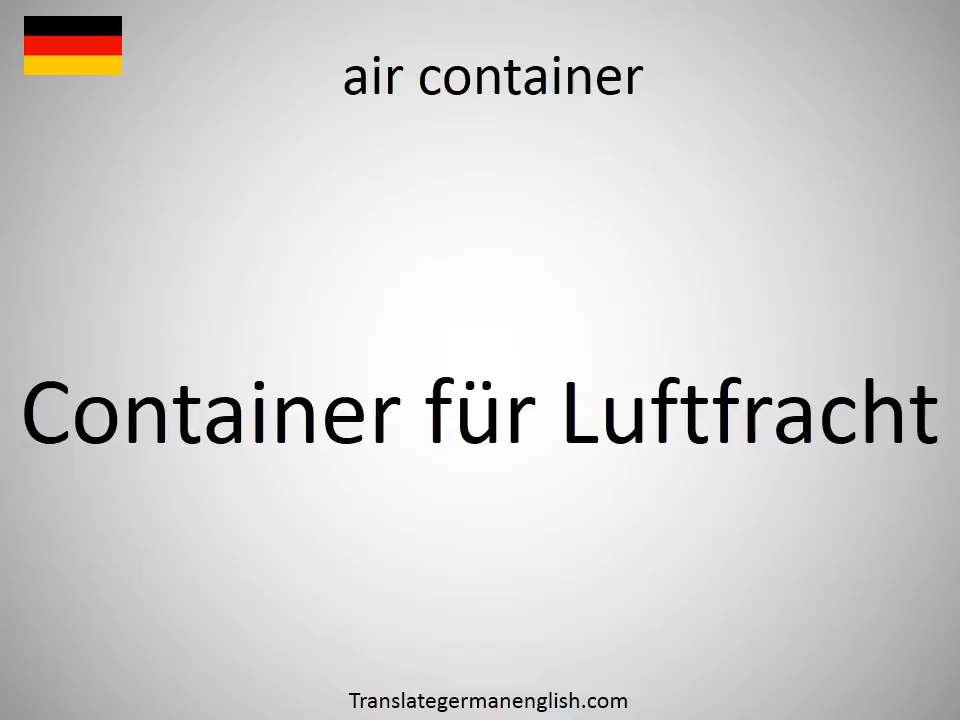 air container
Container für Luftfracht
Translategermanenglish.com